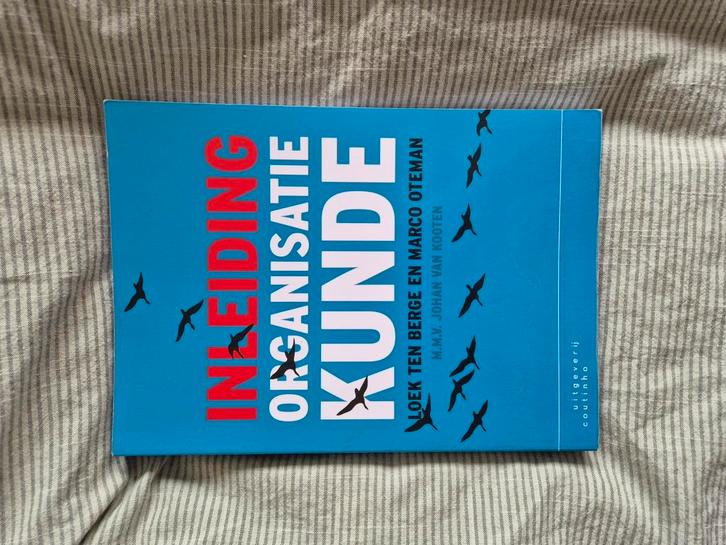 INLEIDING
ORGANISATIE
KUNDE
LOEK TEN BERGE EN MARCO OTEMAN
M.M.V. JOHAN VAN KOOTEN
uitgeverij
coutinho